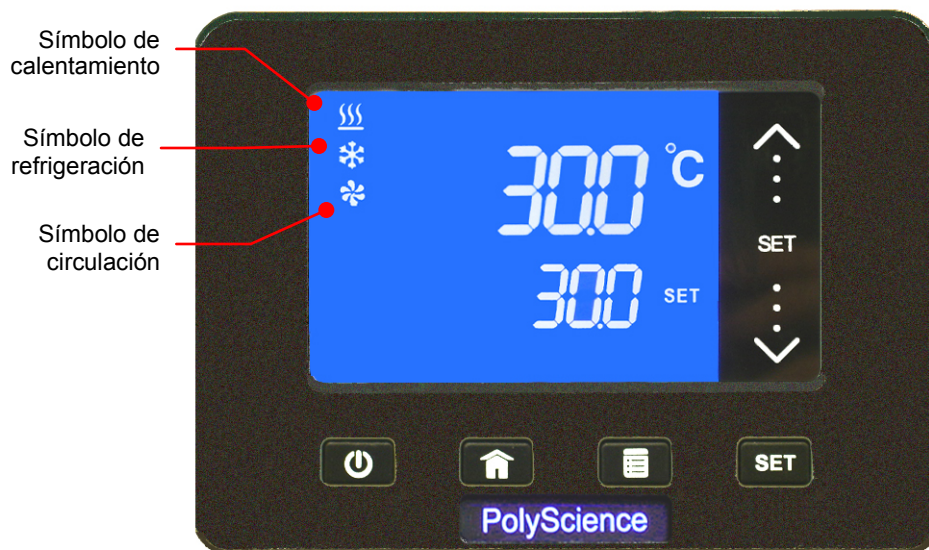 Símbolo de
calentamiento
Símbolo de
refrigeración
Símbolo de
circulación
30.0 °C
30.0 SET
SET
SET
PolyScience